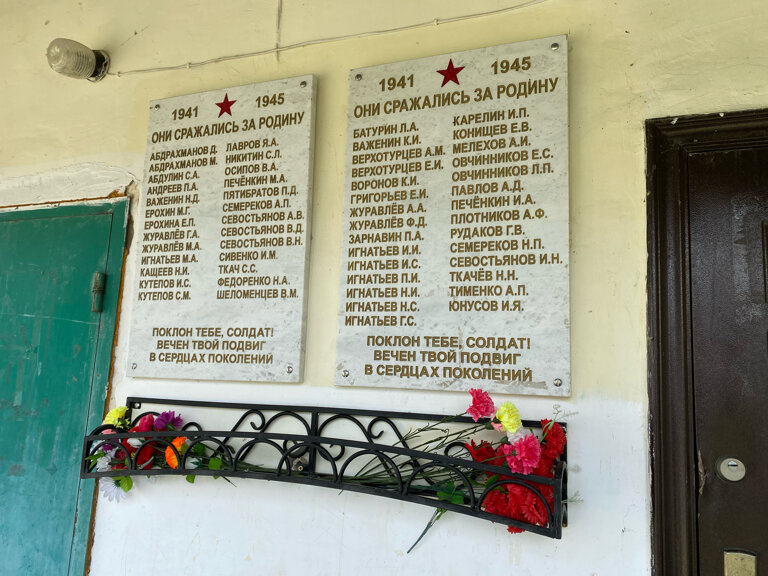 1941 1945
ОНИ СРАЖАЛИСЬ ЗА РОДИНУ
АБДРАХМАНОВ Д.
АБДРАХМАНОВ М.
АБДУЛИН С.А.
АНДРЕЕВ П.А.
ВАЖЕНИН Н.Д.
ЕРОХИН М.Г.
ЕРОХИНА Е.П.
ЖУРАВЛЁВ Г.А.
ЖУРАВЛЁВ М.А.
ИГНАТЬЕВ М.А.
КАЩЕЕВ Н.И.
КУТЕПОВ И.С.
КУТЕПОВ С.М.
ЛАВРОВ Я.А.
НИКИТИН С.Л.
ОСИПОВ В.А.
ПЕЧЁНКИН М.А.
ПЯТИБРАТОВ П.Д.
СЕМЕРЕКОВ А.П.
СЕВОСТЬЯНОВ А.В.
СЕВОСТЬЯНОВ В.Д.
СЕВОСТЬЯНОВ В.Н.
СИВЕНКО И.М.
ТКАЧ С.С.
ФЕДОРЕНКО Н.А.
ШЕЛОМЕНЦЕВ В.М.
ПОКЛОН ТЕБЕ, СОЛДАТ!
ВЕЧЕН ТВОЙ ПОДВИГ
В СЕРДЦАХ ПОКОЛЕНИЙ
1941 1945
ОНИ СРАЖАЛИСЬ ЗА РОДИНУ
БАТУРИН Л.А.
ВАЖЕНИН К.И.
ВЕРХОТУРЦЕВ А.М.
ВЕРХОТУРЦЕВ Е.И.
ВОРОНОВ К.И.
ГРИГОРЬЕВ Е.И.
ЖУРАВЛЁВ А.А.
ЖУРАВЛЁВ Ф.Д.
ЗАРНАВИН П.А.
ИГНАТЬЕВ И.И.
ИГНАТЬЕВ И.С.
ИГНАТЬЕВ П.И.
ИГНАТЬЕВ Н.И.
ИГНАТЬЕВ Н.С.
ИГНАТЬЕВ Г.С.
КАРЕЛИН И.П.
КОНИЩЕВ Е.В.
МЕЛЕХОВ А.И.
ОВЧИННИКОВ Е.С.
ОВЧИННИКОВ Л.П.
ПАВЛОВ А.Д.
ПЕЧЁНКИН И.А.
ПЛОТНИКОВ А.Ф.
РУДАКОВ Г.В.
СЕМЕРЕКОВ Н.П.
СЕВОСТЬЯНОВ И.Н.
ТКАЧЁВ Н.Н.
ТИМЕНКО А.П.
ЮНУСОВ И.Я.
ПОКЛОН ТЕБЕ, СОЛДАТ!
ВЕЧЕН ТВОЙ ПОДВИГ
В СЕРДЦАХ ПОКОЛЕНИЙ